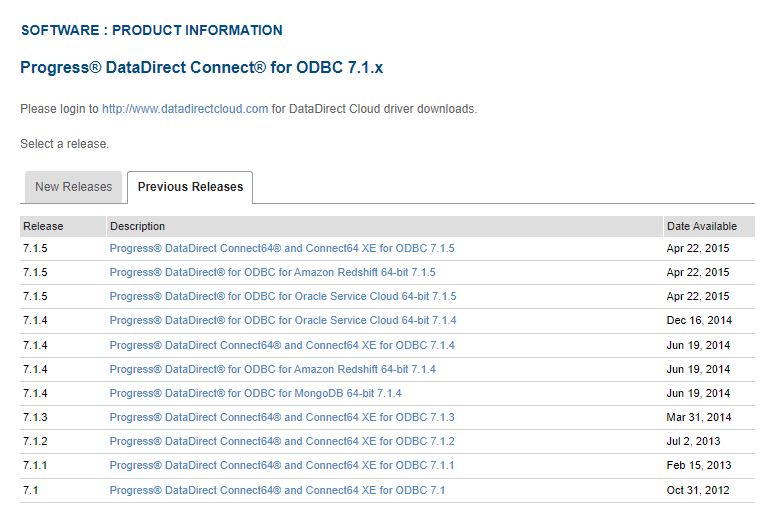 SOFTWARE : PRODUCT INFORMATION
Progress® DataDirect Connect® for ODBC 7.1.x
Please login to http://www.datadirectcloud.com for DataDirect Cloud driver downloads.
Select a release.
New Releases Previous Releases
Release Description Date Available
7.1.5 Progress® DataDirect Connect64® and Connect64 XE for ODBC 7.1.5 Apr 22, 2015
7.1.5 Progress® DataDirect® for ODBC for Amazon Redshift 64-bit 7.1.5 Apr 22, 2015
7.1.5 Progress® DataDirect® for ODBC for Oracle Service Cloud 64-bit 7.1.5 Apr 22, 2015
7.1.4 Progress® DataDirect® for ODBC for Oracle Service Cloud 64-bit 7.1.4 Dec 16, 2014
7.1.4 Progress® DataDirect Connect64® and Connect64 XE for ODBC 7.1.4 Jun 19, 2014
7.1.4 Progress® DataDirect® for ODBC for Amazon Redshift 64-bit 7.1.4 Jun 19, 2014
7.1.4 Progress® DataDirect® for ODBC for MongoDB 64-bit 7.1.4 Jun 19, 2014
7.1.3 Progress® DataDirect Connect64® and Connect64 XE for ODBC 7.1.3 Mar 31, 2014
7.1.2 Progress® DataDirect Connect64® and Connect64 XE for ODBC 7.1.2 Jul 2, 2013
7.1.1 Progress® DataDirect Connect64® and Connect64 XE for ODBC 7.1.1 Feb 15, 2013
7.1 Progress® DataDirect Connect64® and Connect64 XE for ODBC 7.1 Oct 31, 2012